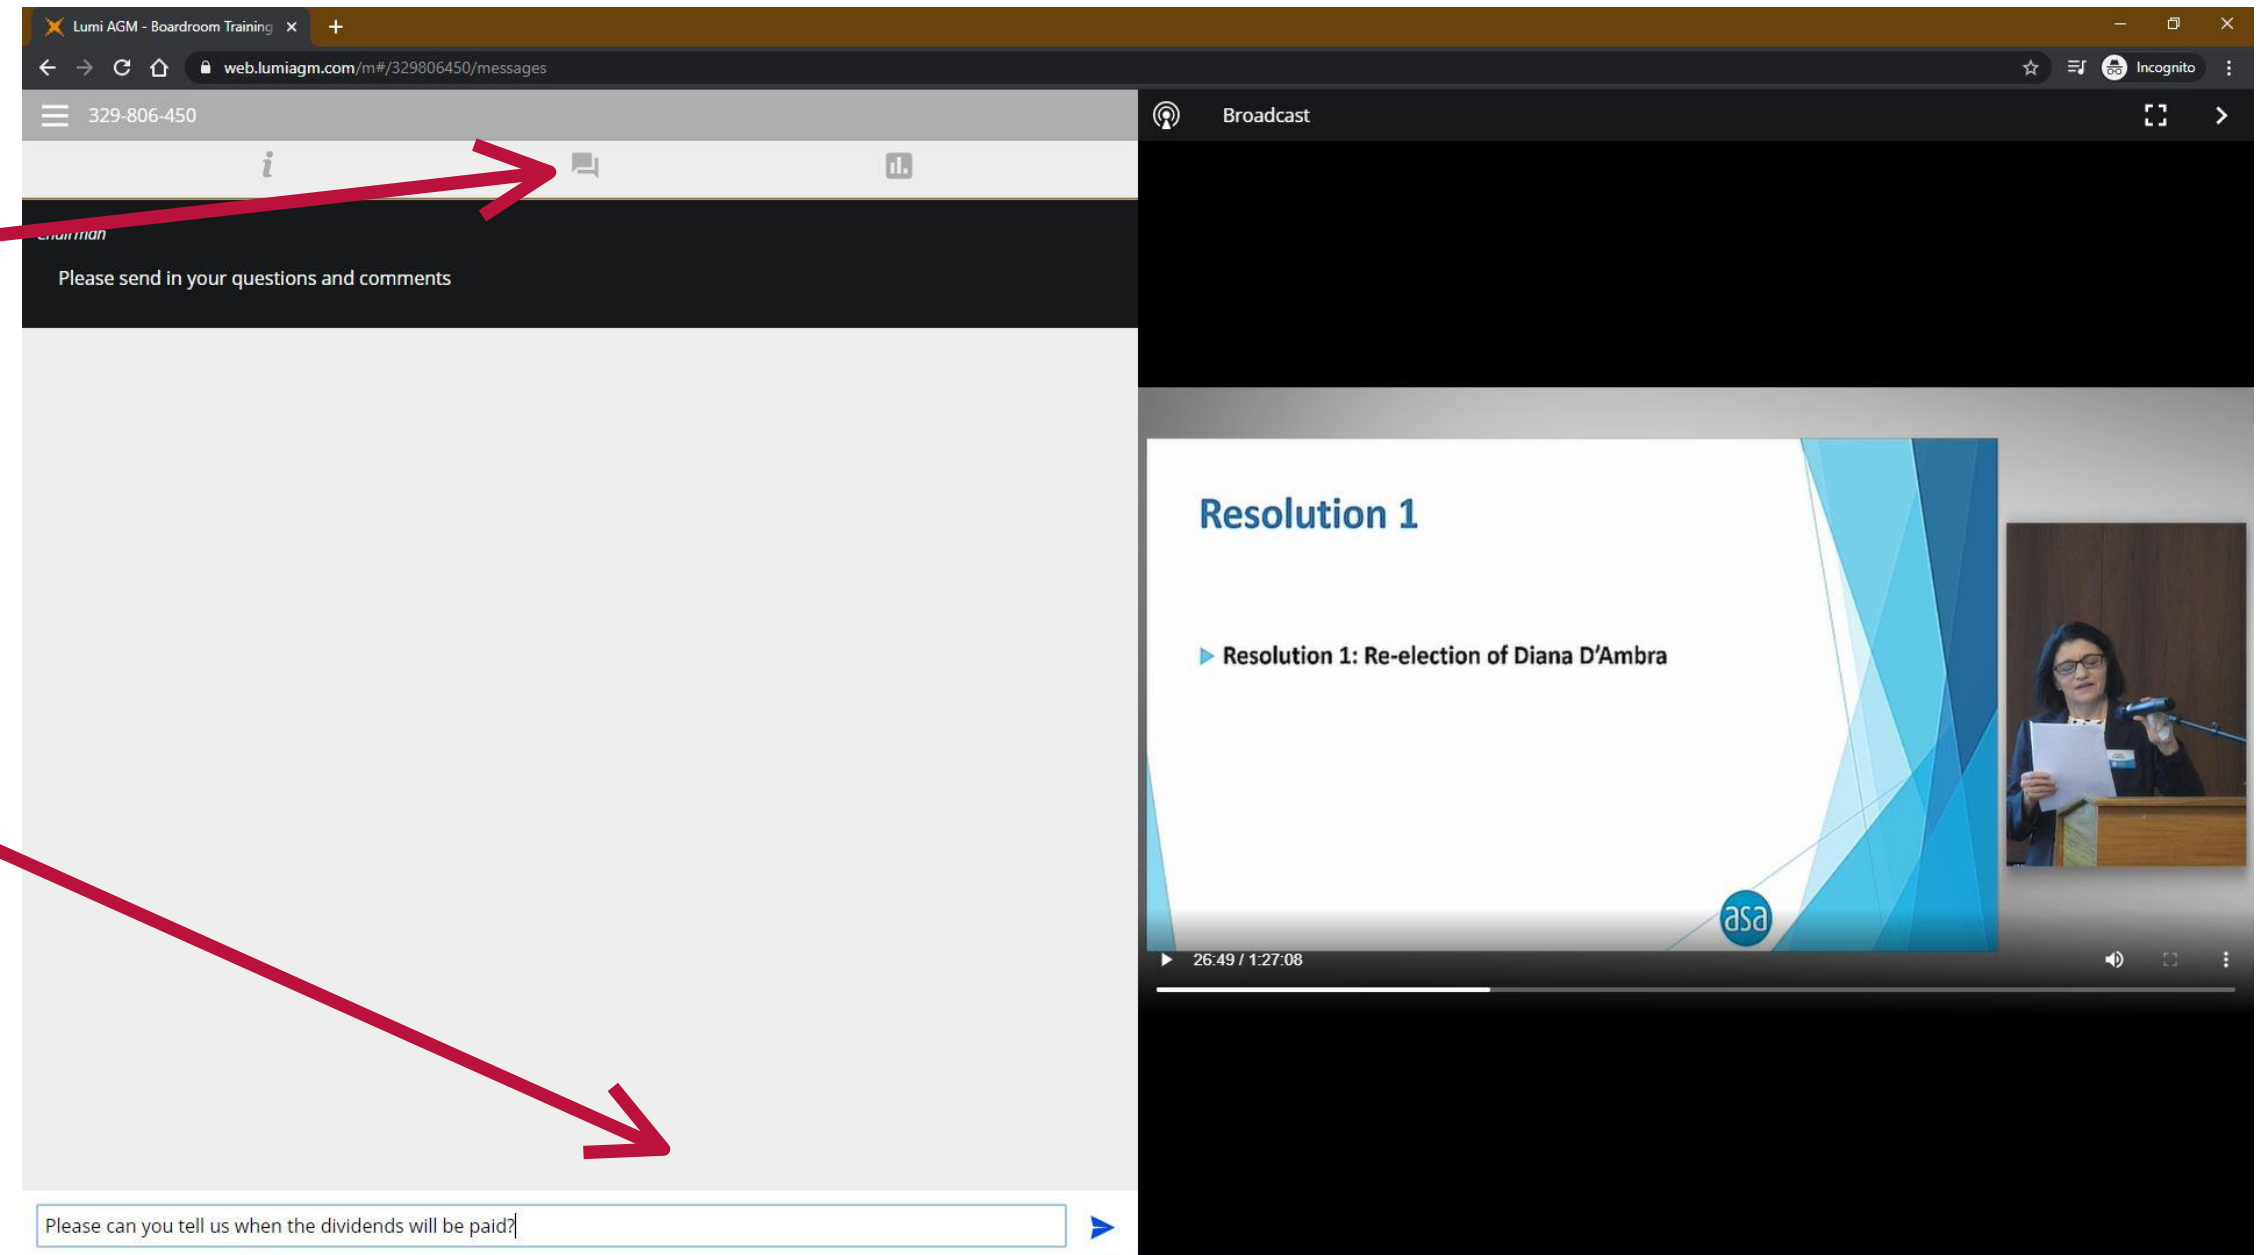 Lumi AGM - Boardroom Training
web.lumiagm.com/m#/329806450/messages
Incognito
329-806-450
Broadcast
i
Chairman
Please send in your questions and comments
Resolution 1
Resolution 1: Re-election of Diana D'Ambra
asa
26:49 / 1:27:08
Please can you tell us when the dividends will be paid?